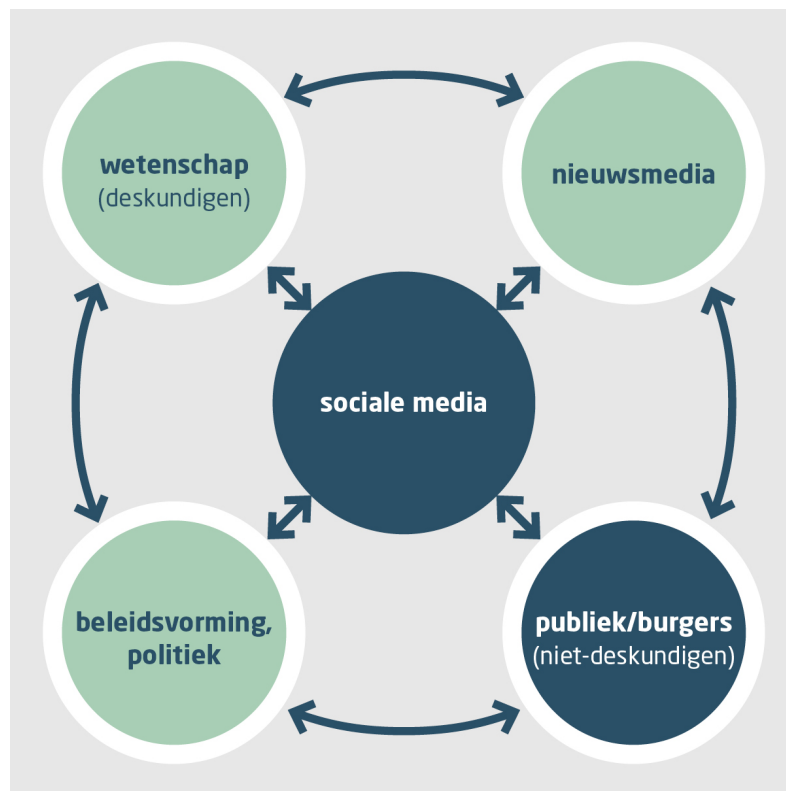 wetenschap
(deskundigen)
nieuwsmedia
sociale media
beleidsvorming,
politiek
publiek/burgers
(niet-deskundigen)